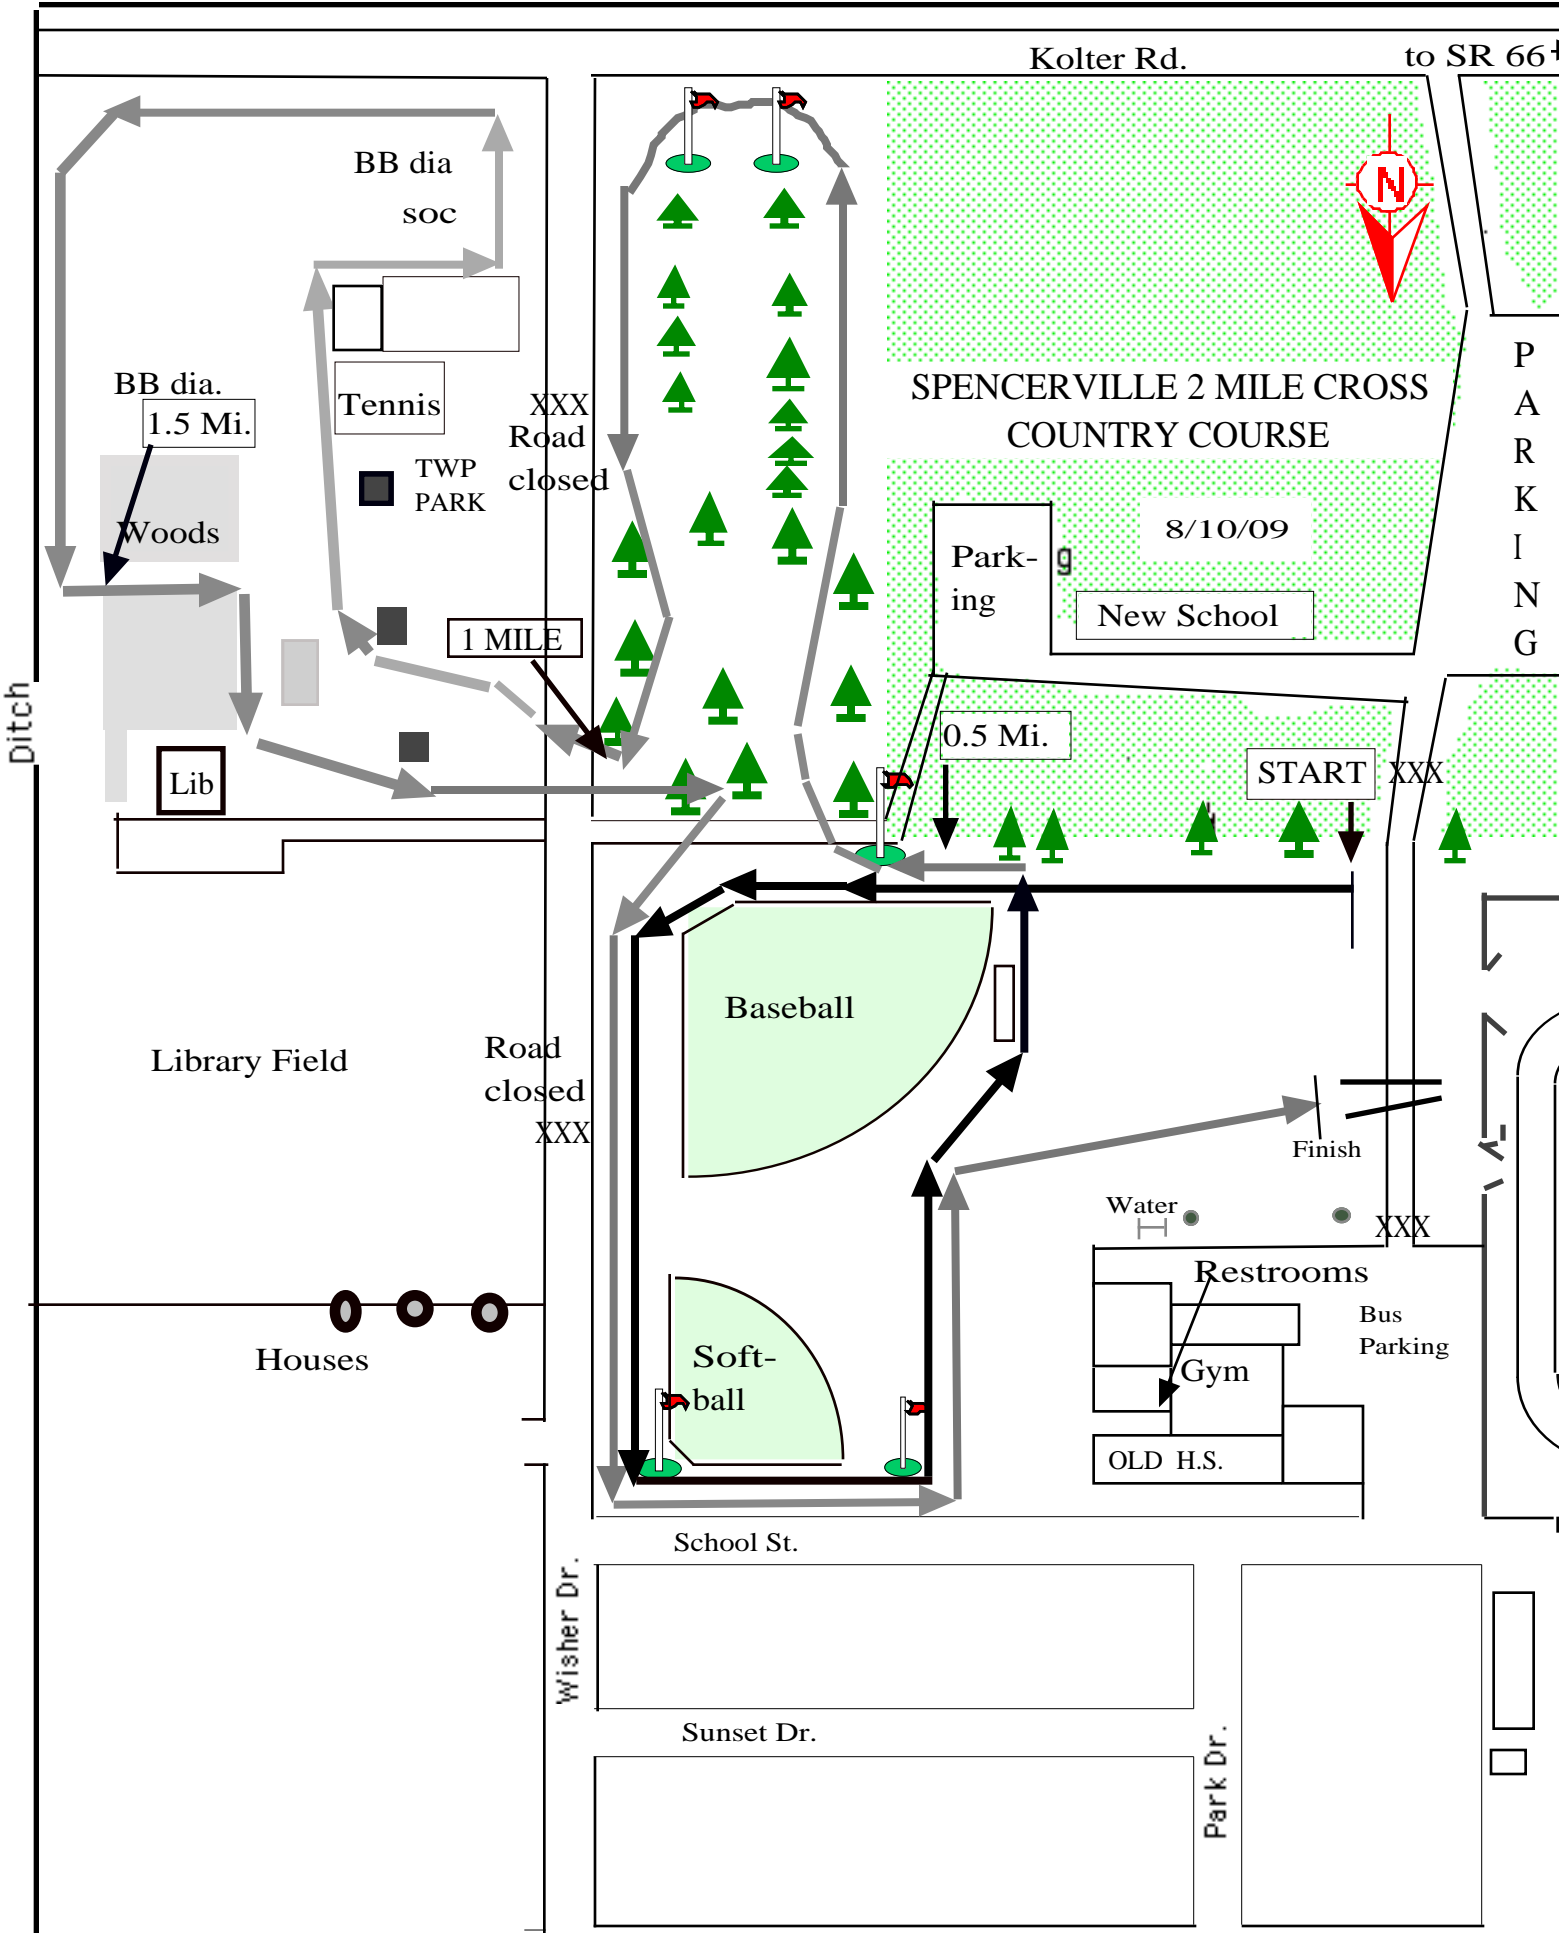 Kolter Rd.
to SR 66
BB dia
soc
N
SPENCERVILLE 2 MILE CROSS
COUNTRY COURSE
P
A
R
K
I
N
G
BB dia.
1.5 Mi.
Tennis
XXX
Road
closed
TWP
PARK
Woods
8/10/09
Park-
ing
g
New School
1 MILE
Ditch
0.5 Mi.
START
XXX
Lib
Baseball
Library Field
Road
closed
XXX
Finish
Water
XXX
Restrooms
Bus
Parking
Houses
Soft-
ball
Gym
OLD H.S.
School St.
Wisher Dr.
Sunset Dr.
Park Dr.